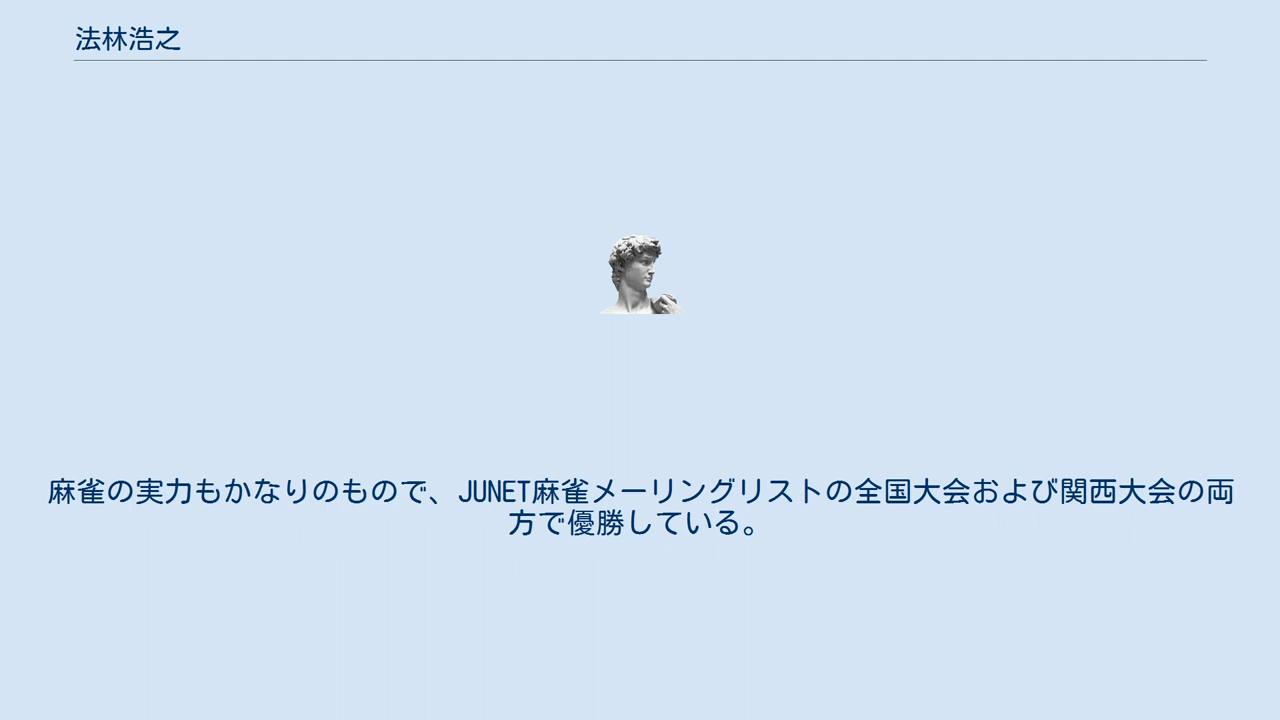 法林浩之
麻雀の実力もかなりのもので、JUNET麻雀メーリングリストの全国大会および関西大会の両
方で優勝している。